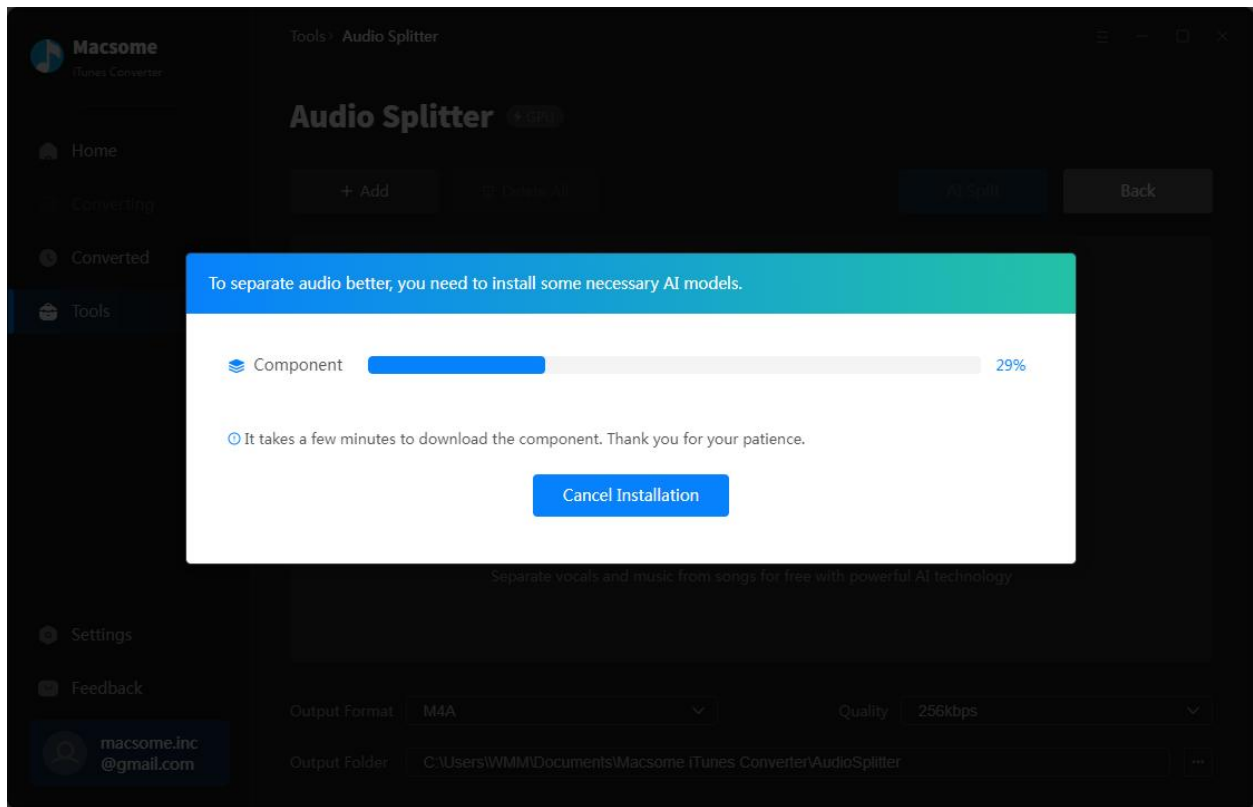 Macsome
iTunes Converter
Tools> Audio Splitter
Audio Splitter GPU
Home
Converting
Converted
Tools
+ Add
Delete All
AI Split
Back
To separate audio better, you need to install some necessary AI models.
Component
29%
It takes a few minutes to download the component. Thank you for your patience.
Cancel Installation
Separate vocals and music from songs for free with powerful AI technology
Settings
Feedback
macsome.inc
@gmail.com
Output Format M4A
Quality 256kbps
Output Folder C:\Users\WMM\Documents\Macsome iTunes Converter\AudioSplitter
...